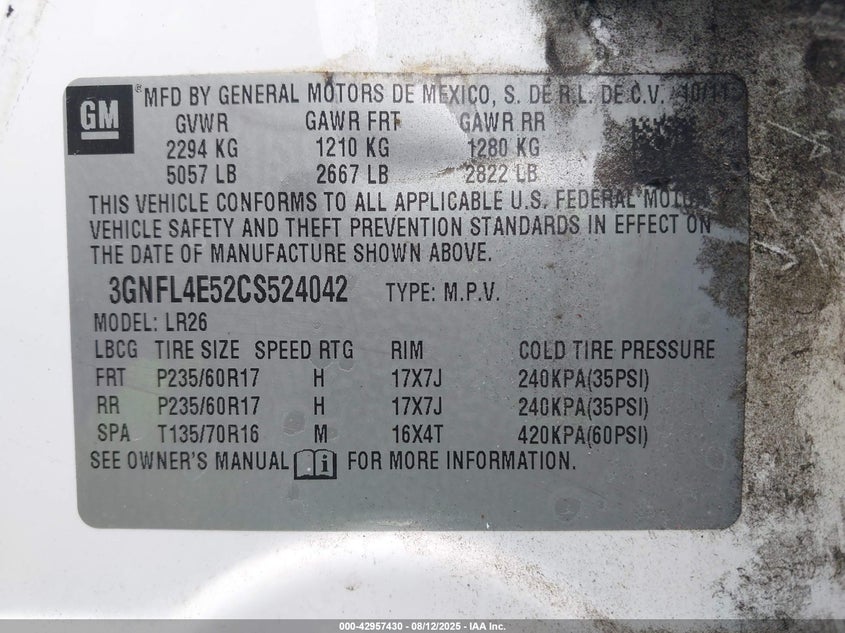 GM ® MFD BY GENERAL MOTORS DE MEXICO, S. DE R.L. DE C.V. 10/11
GVWR GAWR FRT GAWR RR
2294 KG 1210 KG 1280 KG
5057 LB 2667 LB 2822 LB
THIS VEHICLE CONFORMS TO ALL APPLICABLE U.S. FEDERAL MOTOR
VEHICLE SAFETY AND THEFT PREVENTION STANDARDS IN EFFECT ON
THE DATE OF MANUFACTURE SHOWN ABOVE.
3GNFL4E52CS524042 TYPE: M.P.V.
MODEL: LR26
LBCG TIRE SIZE SPEED RTG RIM COLD TIRE PRESSURE
FRT P235/60R17 H 17X7J 240KPA(35PSI)
RR P235/60R17 H 17X7J 240KPA(35PSI)
SPA T135/70R16 M 16X4T 420KPA(60PSI)
SEE OWNER'S MANUAL i FOR MORE INFORMATION.
000-42957430 - 08/12/2025 - IAA Inc.